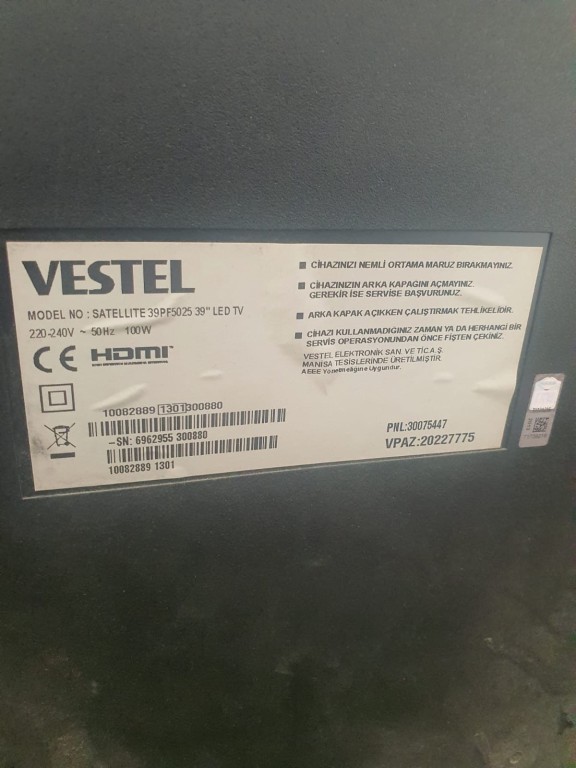 VESTEL
MODEL NO : SATELLITE 39PF5025 39" LED TV
220-240V ~ 50Hz 100W
CE HDMI
10082889 1301 300880
-SN: 6962955 300880
10082889 1301
CİHAZINIZI NEMLİ ORTAMA MARUZ BIRAKMAYINIZ.
CİHAZINIZIN ARKA KAPAĞINI AÇMAYINIZ.
GEREKİR İSE SERVİSE BAŞVURUNUZ.
ARKA KAPAK AÇIKKEN ÇALIŞTIRMAK TEHLİKELİDİR.
CİHAZI KULLANMADIĞINIZ ZAMAN YA DA HERHANGİ BİR
SERVİS OPERASYONUNDAN ÖNCE FİŞTEN ÇEKİNİZ.
VESTEL ELEKTRONİK SAN. VE TİC.A.Ş.
MANİSA TESİSLERİNDE ÜRETİLMİŞTİR.
AEEE Yönetmeliğine Uygundur.
PNL:30075447
VPAZ:20227775